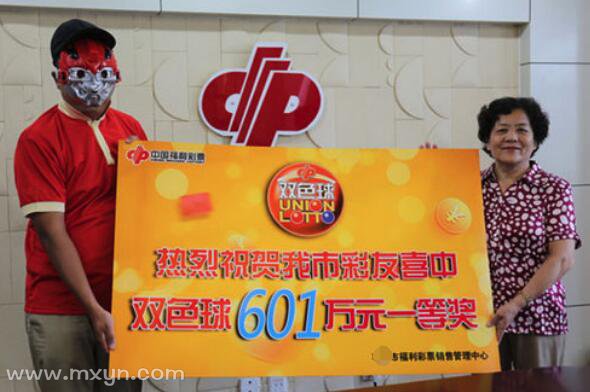 中国福利彩票
双色球
UNION
LOTTO
热烈祝贺我市彩友喜中
双色球601万元一等奖
市福利彩票销售管理中心
www.mxyn.com